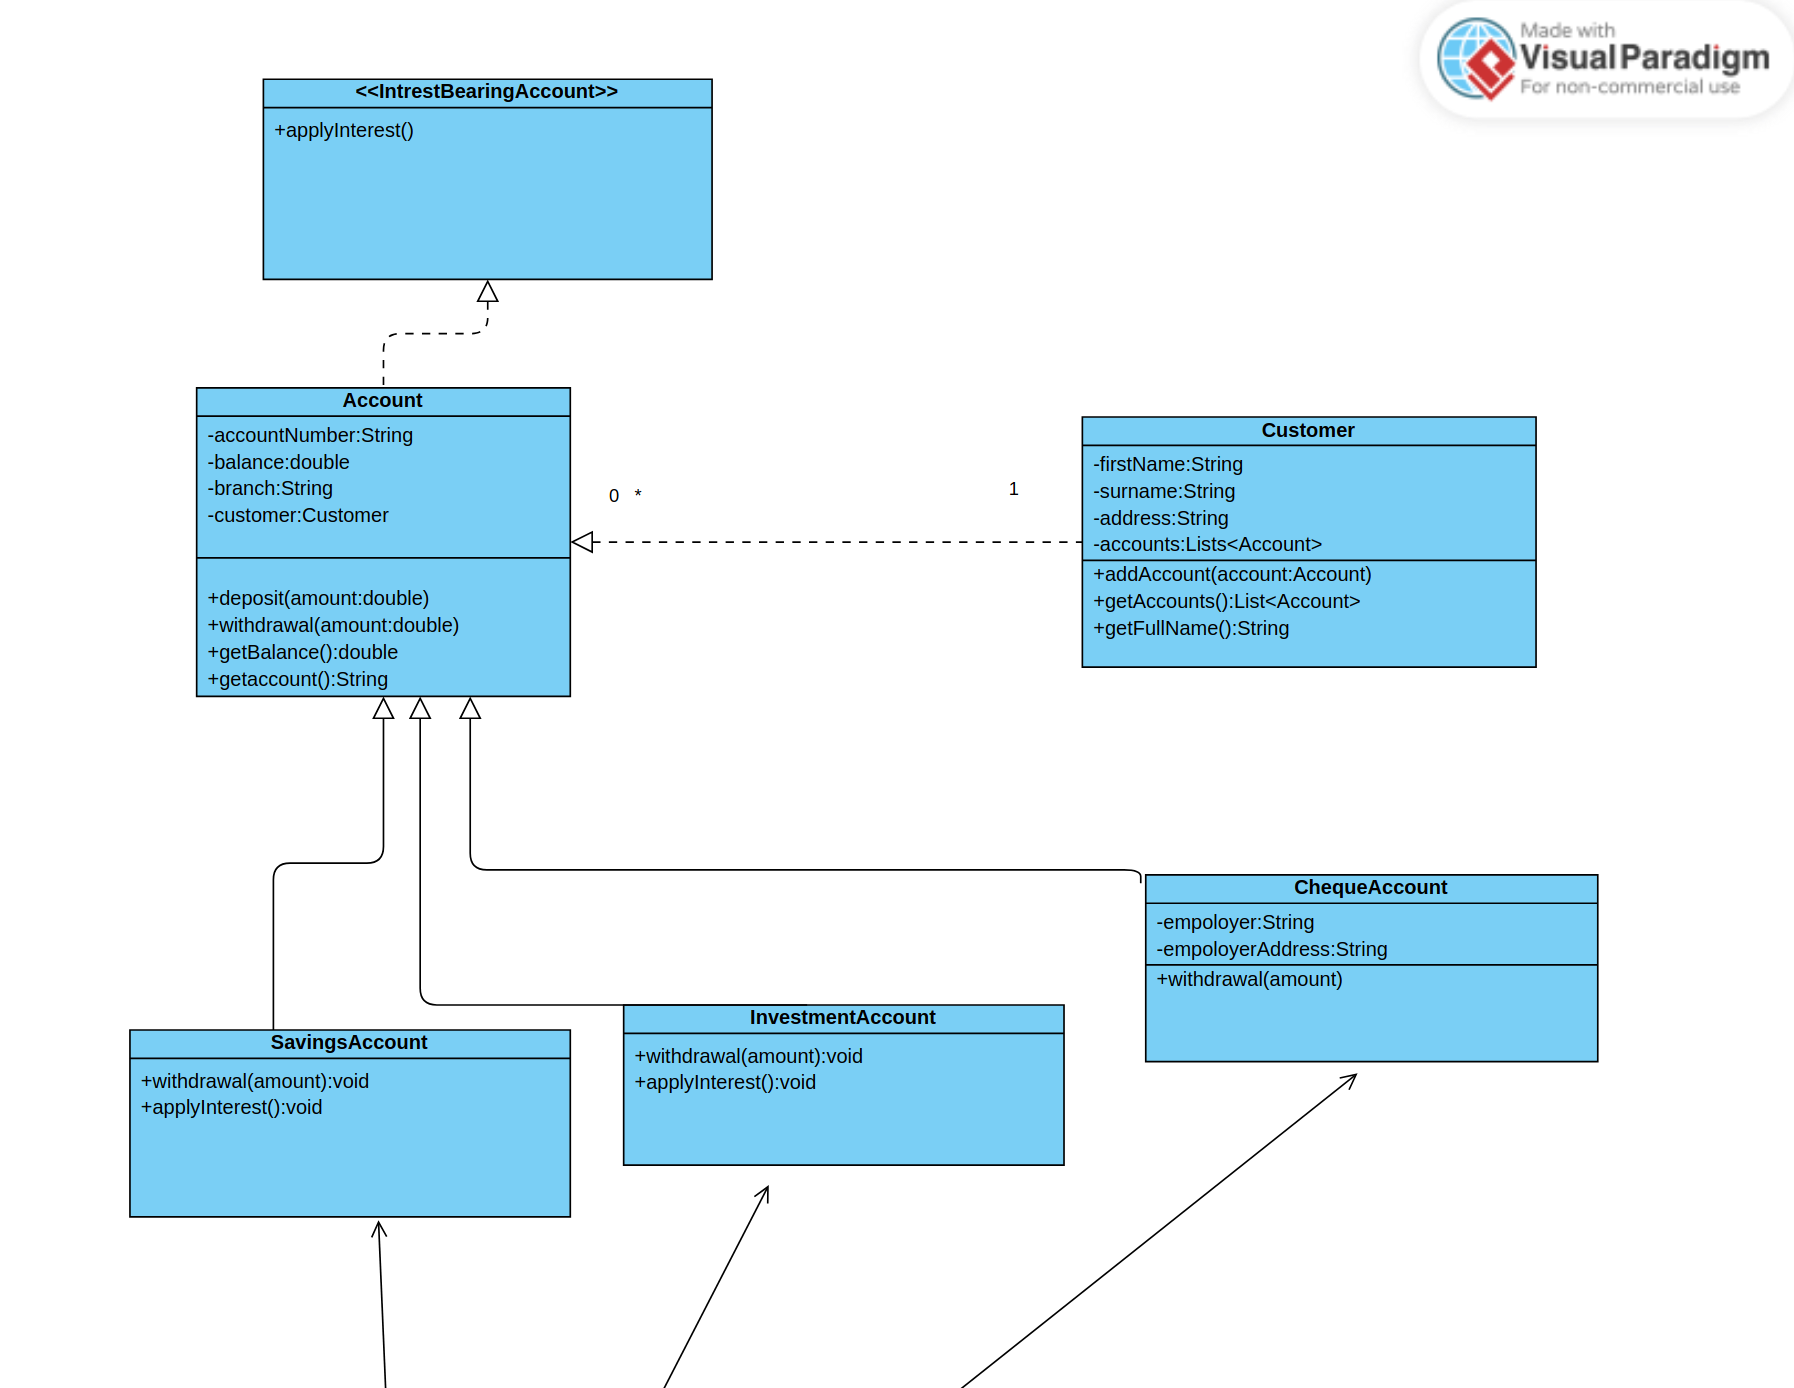 Made with
Visual Paradigm
For non-commercial use
<<IntrestBearingAccount>>
+applyInterest()
Account
-accountNumber:String
-balance:double
-branch:String
-customer:Customer
+deposit(amount:double)
+withdrawal(amount:double)
+getBalance():double
+getaccount():String
0 *
1
Customer
-firstName:String
-surname:String
-address:String
-accounts:Lists<Account>
+addAccount(account:Account)
+getAccounts():List<Account>
+getFullName():String
ChequeAccount
-empoloyer:String
-empoloyerAddress:String
+withdrawal(amount)
InvestmentAccount
+withdrawal(amount):void
+applyInterest():void
SavingsAccount
+withdrawal(amount):void
+applyInterest():void